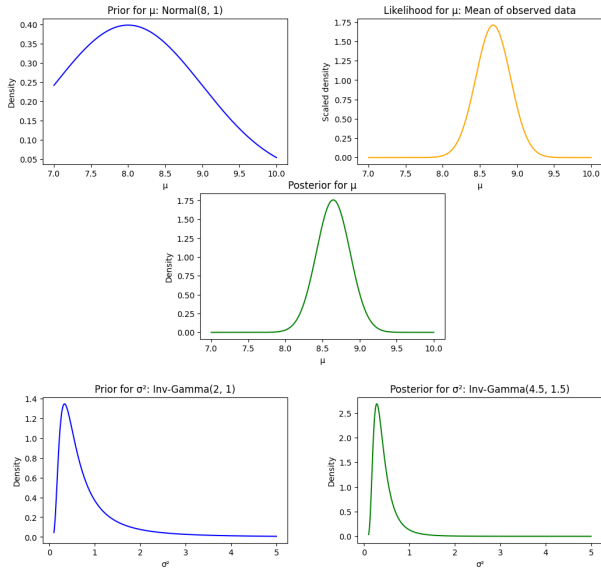 Prior for μ: Normal(8, 1)
0.40
0.35
0.30
0.25
0.20
0.15
0.10
0.05
Density
7.0 7.5 8.0 8.5 9.0 9.5 10.0
μ
Likelihood for μ: Mean of observed data
1.75
1.50
1.25
1.00
0.75
0.50
0.25
0.00
Scaled density
7.0 7.5 8.0 8.5 9.0 9.5 10.0
μ
Posterior for μ
1.75
1.50
1.25
1.00
0.75
0.50
0.25
0.00
Density
7.0 7.5 8.0 8.5 9.0 9.5 10.0
μ
Prior for σ²: Inv-Gamma(2, 1)
1.4
1.2
1.0
0.8
0.6
0.4
0.2
0.0
Density
0 1 2 3 4 5
σ²
Posterior for σ²: Inv-Gamma(4.5, 1.5)
2.5
2.0
1.5
1.0
0.5
0.0
Density
0 1 2 3 4 5
σ²